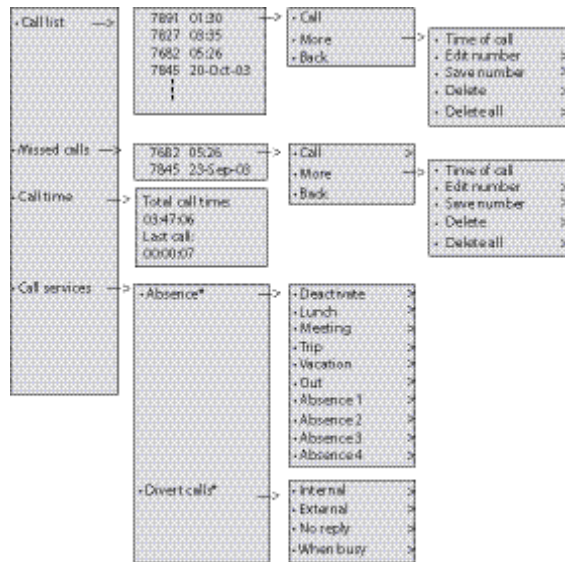 • Call list
7891 01:30
7827 03:35
7682 05:26
7845 20-Oct-03
• Call
• More
• Back
• Time of call
• Edit number >
• Save number >
• Delete >
• Delete all >
• Missed calls
7682 05:26
7845 23-Sep-03
• Call >
• More
• Back
• Time of call
• Edit number >
• Save number >
• Delete >
• Delete all >
• Call time
Total call time:
03:47:06
Last call:
00:00:07
• Call services
• Absence*
• Deactivate >
• Lunch >
• Meeting >
• Trip >
• Vacation >
• Out >
• Absence 1 >
• Absence 2 >
• Absence 3 >
• Absence 4 >
• Divert calls*
• Internal >
• External >
• No reply >
• When busy >